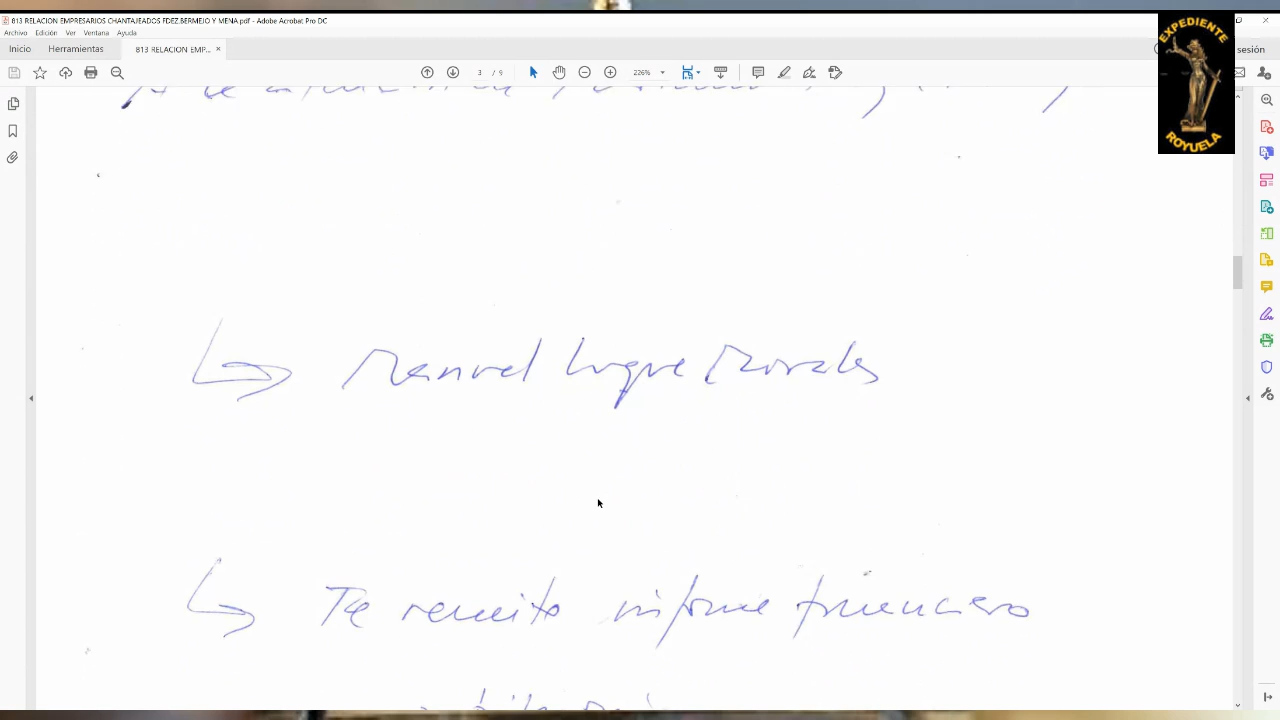 813 RELACION EMPRESARIOS CHANTAJEADOS FDEZ.BERMEJO Y MENA.pdf - Adobe Acrobat Pro DC
Archivo Edición Ver Ventana Ayuda
Inicio Herramientas 813 RELACION EMP... × sesión
3 / 9 226%
EXPEDIENTE
ROYUELA
Manuel Luque Morales
Te remito informe financiero